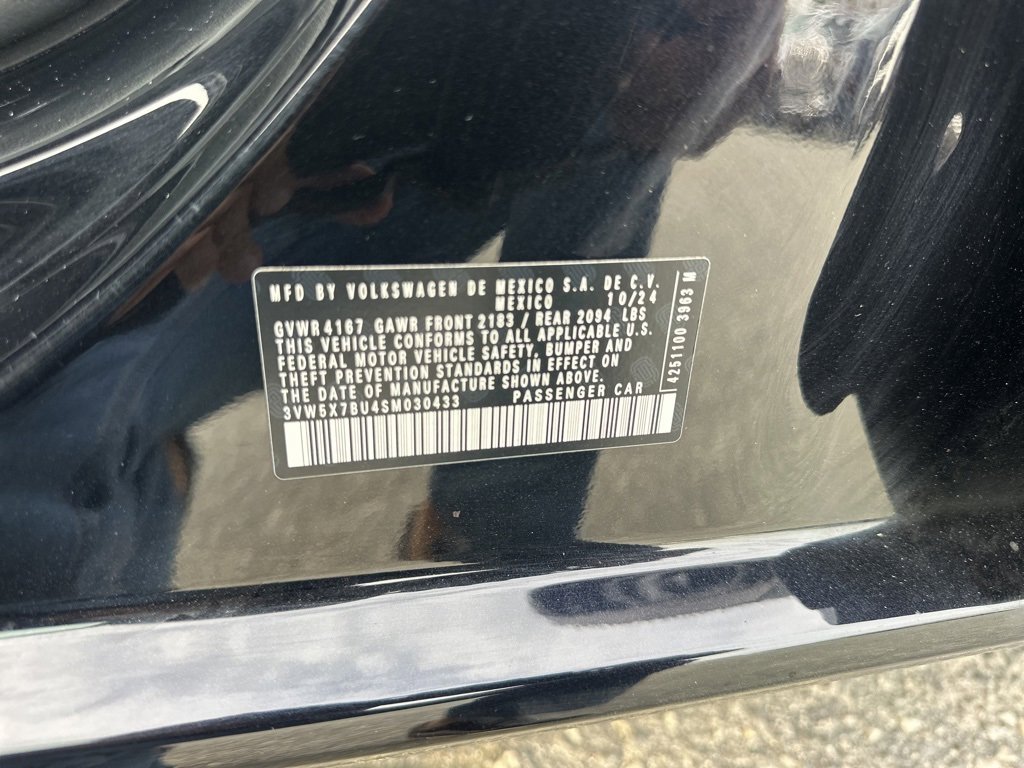 MFD BY VOLKSWAGEN DE MEXICO S.A. DE C.V.
MEXICO 10/24
GVWR 4167 GAWR FRONT 2183 / REAR 2094 LBS
THIS VEHICLE CONFORMS TO ALL APPLICABLE U.S.
FEDERAL MOTOR VEHICLE SAFETY, BUMPER AND
THEFT PREVENTION STANDARDS IN EFFECT ON
THE DATE OF MANUFACTURE SHOWN ABOVE.
3VW5X7BU4SM030433 PASSENGER CAR
4251100 3963 M